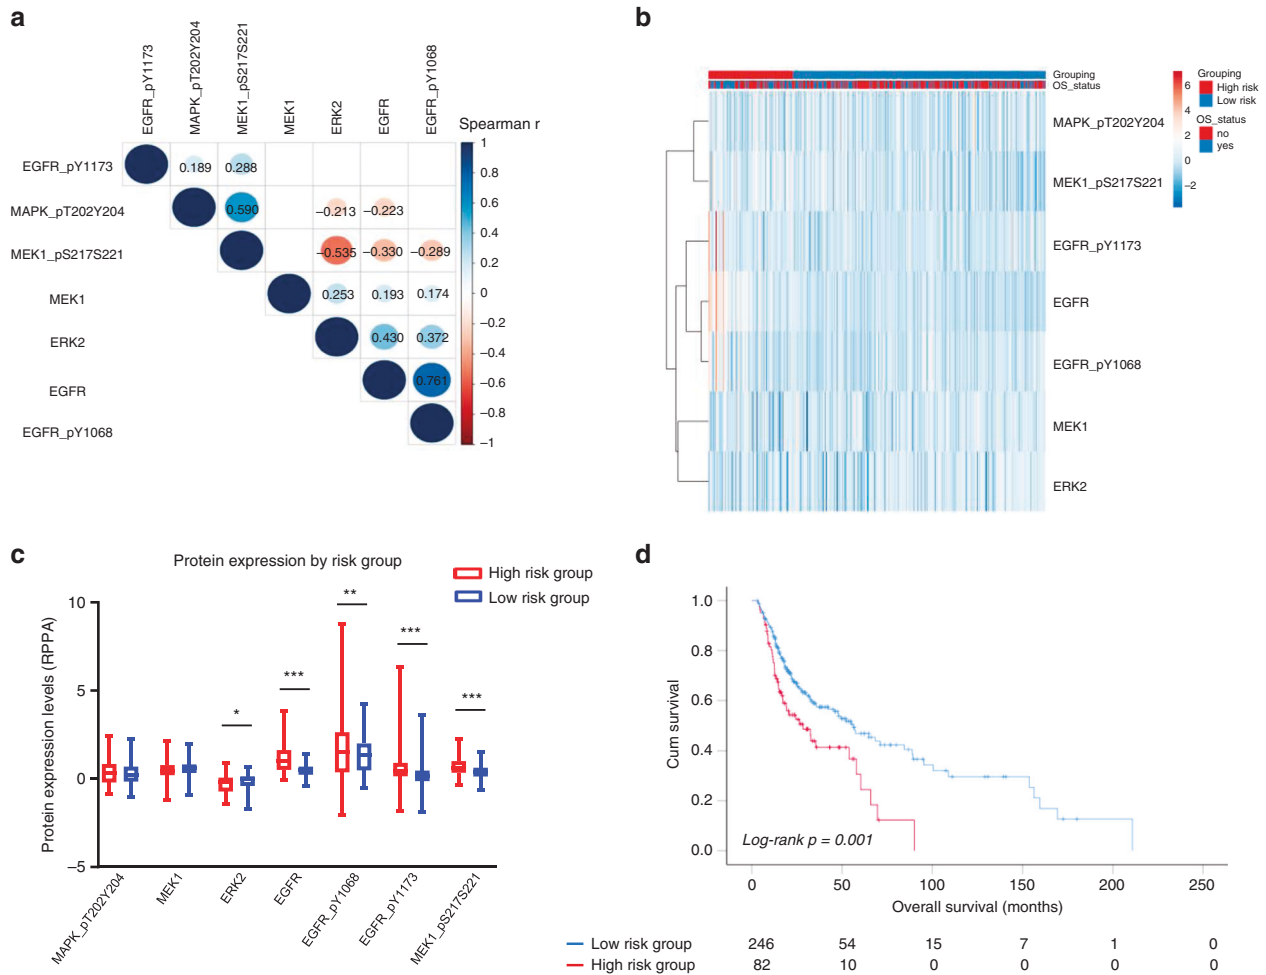 a
EGFR_pY1173
MAPK_pT202Y204
MEK1_pS217S221
MEK1
ERK2
EGFR
EGFR_pY1068
Spearman r
EGFR_pY1173 0.189 0.288
MAPK_pT202Y204 0.590 −0.213 −0.223
MEK1_pS217S221 −0.535 −0.330 −0.289
MEK1 0.253 0.193 0.174
ERK2 0.430 0.372
EGFR 0.761
EGFR_pY1068
1
0.8
0.6
0.4
0.2
0
−0.2
−0.4
−0.6
−0.8
−1
b
Grouping
OS_status
MAPK_pT202Y204
MEK1_pS217S221
EGFR_pY1173
EGFR
EGFR_pY1068
MEK1
ERK2
6
4
2
0
−2
Grouping
High risk
Low risk
OS_status
no
yes
c
Protein expression by risk group
High risk group
Low risk group
Protein expression levels (RPPA)
10
5
0
−5
*
***
**
***
***
MAPK_pT202Y204
MEK1
ERK2
EGFR
EGFR_pY1068
EGFR_pY1173
MEK1_pS217S221
d
Cum survival
1.0
0.8
0.6
0.4
0.2
0.0
Log-rank p = 0.001
0 50 100 150 200 250
Overall survival (months)
Low risk group 246 54 15 7 1 0
High risk group 82 10 0 0 0 0